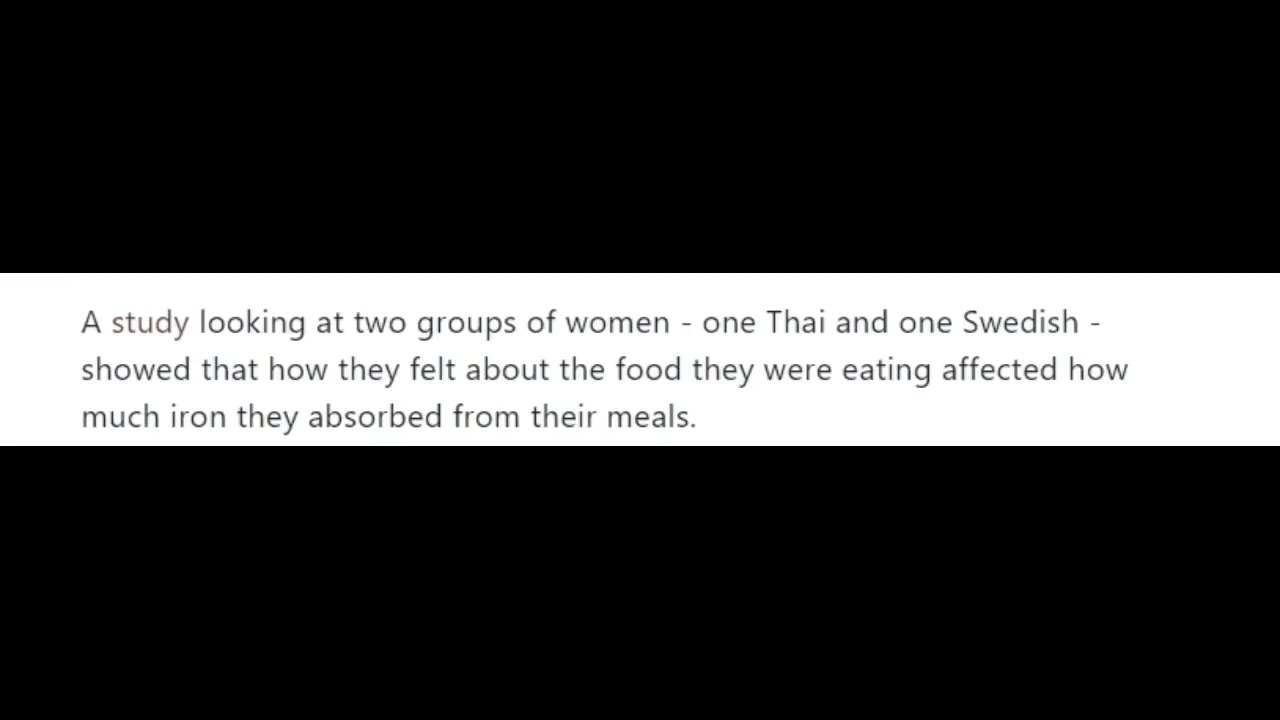 A study looking at two groups of women - one Thai and one Swedish -
showed that how they felt about the food they were eating affected how
much iron they absorbed from their meals.